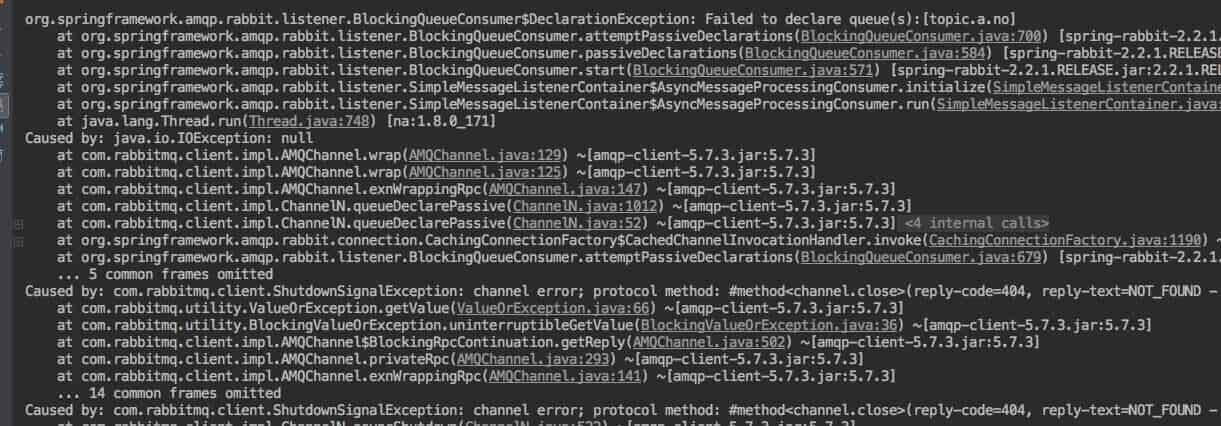 org.springframework.amqp.rabbit.listener.BlockingQueueConsumer$DeclarationException: Failed to declare queue(s):[topic.a.no]
at org.springframework.amqp.rabbit.listener.BlockingQueueConsumer.attemptPassiveDeclarations(BlockingQueueConsumer.java:700) [spring-rabbit-2.2.1.
at org.springframework.amqp.rabbit.listener.BlockingQueueConsumer.passiveDeclarations(BlockingQueueConsumer.java:584) [spring-rabbit-2.2.1.RELEASE
at org.springframework.amqp.rabbit.listener.BlockingQueueConsumer.start(BlockingQueueConsumer.java:571) [spring-rabbit-2.2.1.RELEASE.jar:2.2.1.REL
at org.springframework.amqp.rabbit.listener.SimpleMessageListenerContainer$AsyncMessageProcessingConsumer.initialize(SimpleMessageListenerContainer
at org.springframework.amqp.rabbit.listener.SimpleMessageListenerContainer$AsyncMessageProcessingConsumer.run(SimpleMessageListenerContainer.java:
at java.lang.Thread.run(Thread.java:748) [na:1.8.0_171]
Caused by: java.io.IOException: null
at com.rabbitmq.client.impl.AMQChannel.wrap(AMQChannel.java:129) ~[amqp-client-5.7.3.jar:5.7.3]
at com.rabbitmq.client.impl.AMQChannel.wrap(AMQChannel.java:125) ~[amqp-client-5.7.3.jar:5.7.3]
at com.rabbitmq.client.impl.AMQChannel.exnWrappingRpc(AMQChannel.java:147) ~[amqp-client-5.7.3.jar:5.7.3]
at com.rabbitmq.client.impl.ChannelN.queueDeclarePassive(ChannelN.java:1012) ~[amqp-client-5.7.3.jar:5.7.3]
at com.rabbitmq.client.impl.ChannelN.queueDeclarePassive(ChannelN.java:52) ~[amqp-client-5.7.3.jar:5.7.3] <4 internal calls>
at org.springframework.amqp.rabbit.connection.CachingConnectionFactory$CachedChannelInvocationHandler.invoke(CachingConnectionFactory.java:1190) ~
at org.springframework.amqp.rabbit.listener.BlockingQueueConsumer.attemptPassiveDeclarations(BlockingQueueConsumer.java:679) [spring-rabbit-2.2.1.
... 5 common frames omitted
Caused by: com.rabbitmq.client.ShutdownSignalException: channel error; protocol method: #method<channel.close>(reply-code=404, reply-text=NOT_FOUND -
at com.rabbitmq.utility.ValueOrException.getValue(ValueOrException.java:66) ~[amqp-client-5.7.3.jar:5.7.3]
at com.rabbitmq.utility.BlockingValueOrException.uninterruptibleGetValue(BlockingValueOrException.java:36) ~[amqp-client-5.7.3.jar:5.7.3]
at com.rabbitmq.client.impl.AMQChannel$BlockingRpcContinuation.getReply(AMQChannel.java:502) ~[amqp-client-5.7.3.jar:5.7.3]
at com.rabbitmq.client.impl.AMQChannel.privateRpc(AMQChannel.java:293) ~[amqp-client-5.7.3.jar:5.7.3]
at com.rabbitmq.client.impl.AMQChannel.exnWrappingRpc(AMQChannel.java:141) ~[amqp-client-5.7.3.jar:5.7.3]
... 14 common frames omitted
Caused by: com.rabbitmq.client.ShutdownSignalException: channel error; protocol method: #method<channel.close>(reply-code=404, reply-text=NOT_FOUND -